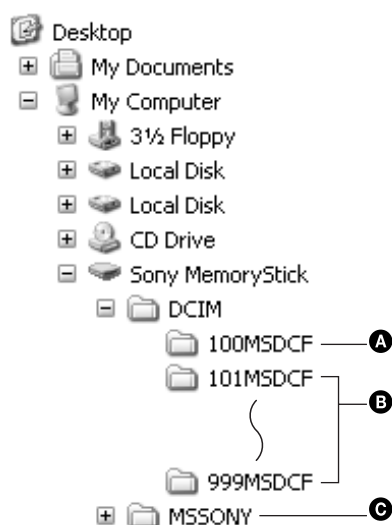 Desktop
My Documents
My Computer
3½ Floppy
Local Disk
Local Disk
CD Drive
Sony MemoryStick
DCIM
100MSDCF A
101MSDCF
B
999MSDCF
MSSONY C